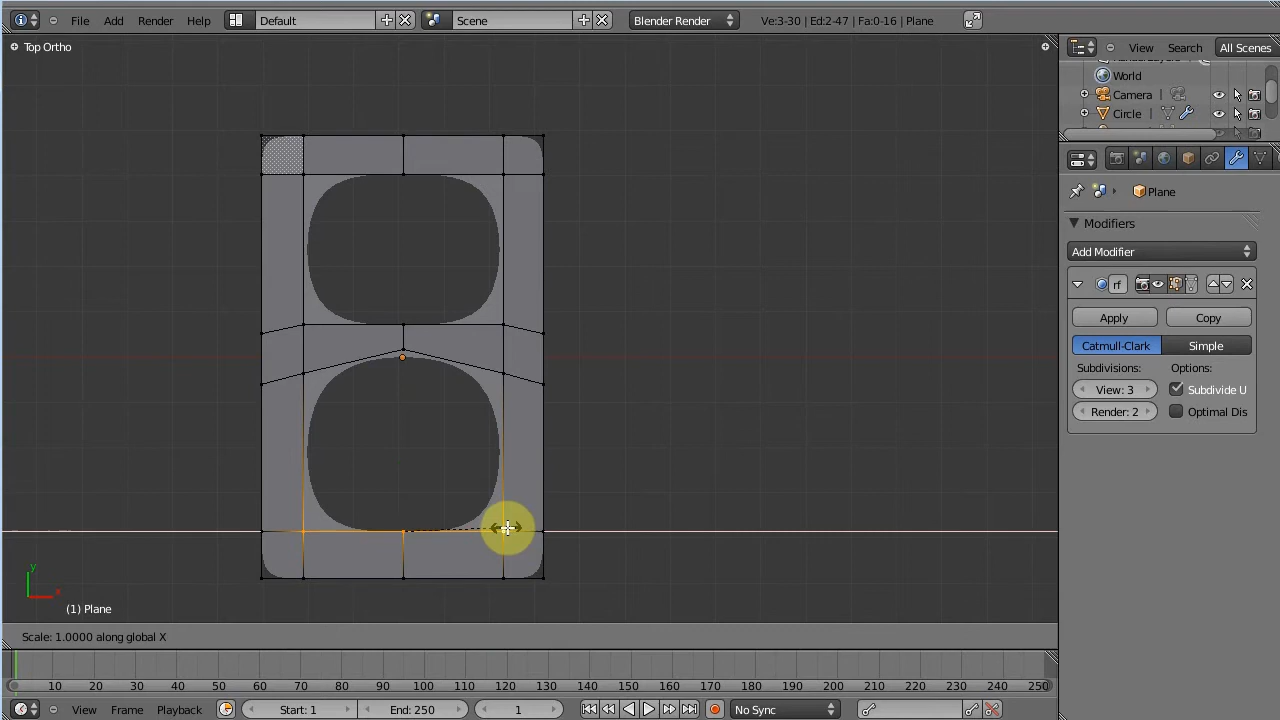 File Add Render Help Default Scene Blender Render Ve:3-30 | Ed:2-47 | Fa:0-16 | Plane
Top Ortho
View Search All Scenes
World
Camera
Circle
Plane
Modifiers
Add Modifier
rf
Apply Copy
Catmull-Clark Simple
Subdivisions: Options:
View: 3 Subdivide U
Render: 2 Optimal Dis
y
x
(1) Plane
Scale: 1.0000 along global X
10 20 30 40 50 60 70 80 90 100 110 120 130 140 150 160 170 180 190 200 210 220 230 240 250
View Frame Playback Start: 1 End: 250 1 No Sync